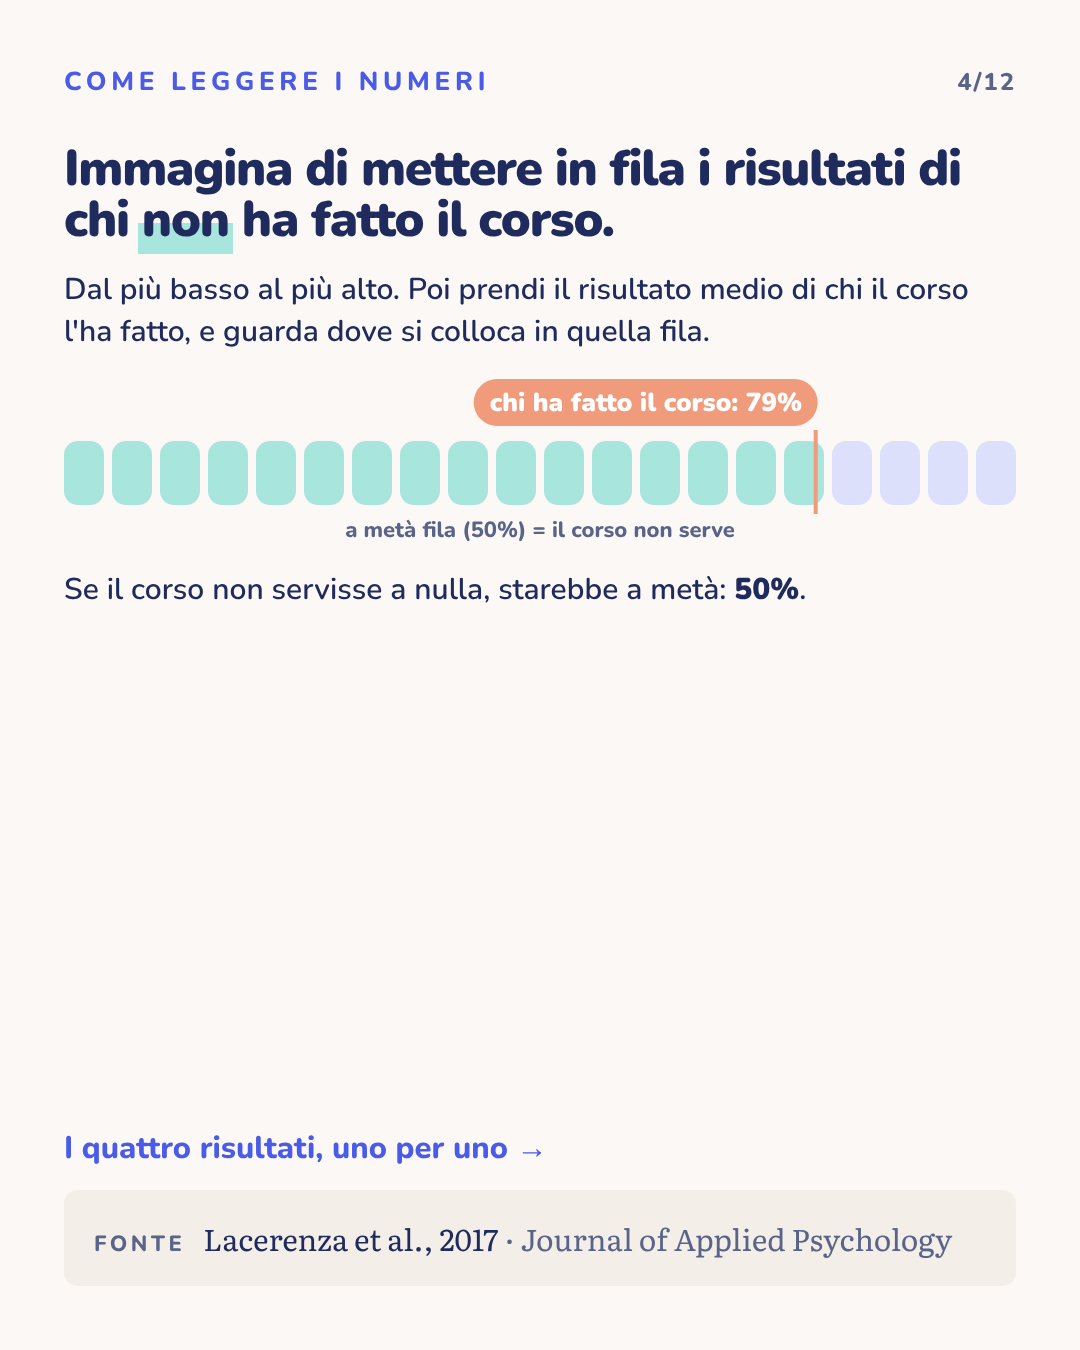 COME LEGGERE I NUMERI
4/12
Immagina di mettere in fila i risultati di
chi non ha fatto il corso.
Dal più basso al più alto. Poi prendi il risultato medio di chi il corso
l'ha fatto, e guarda dove si colloca in quella fila.
chi ha fatto il corso: 79%
a metà fila (50%) = il corso non serve
Se il corso non servisse a nulla, starebbe a metà: 50%.
I quattro risultati, uno per uno →
FONTE Lacerenza et al., 2017 · Journal of Applied Psychology